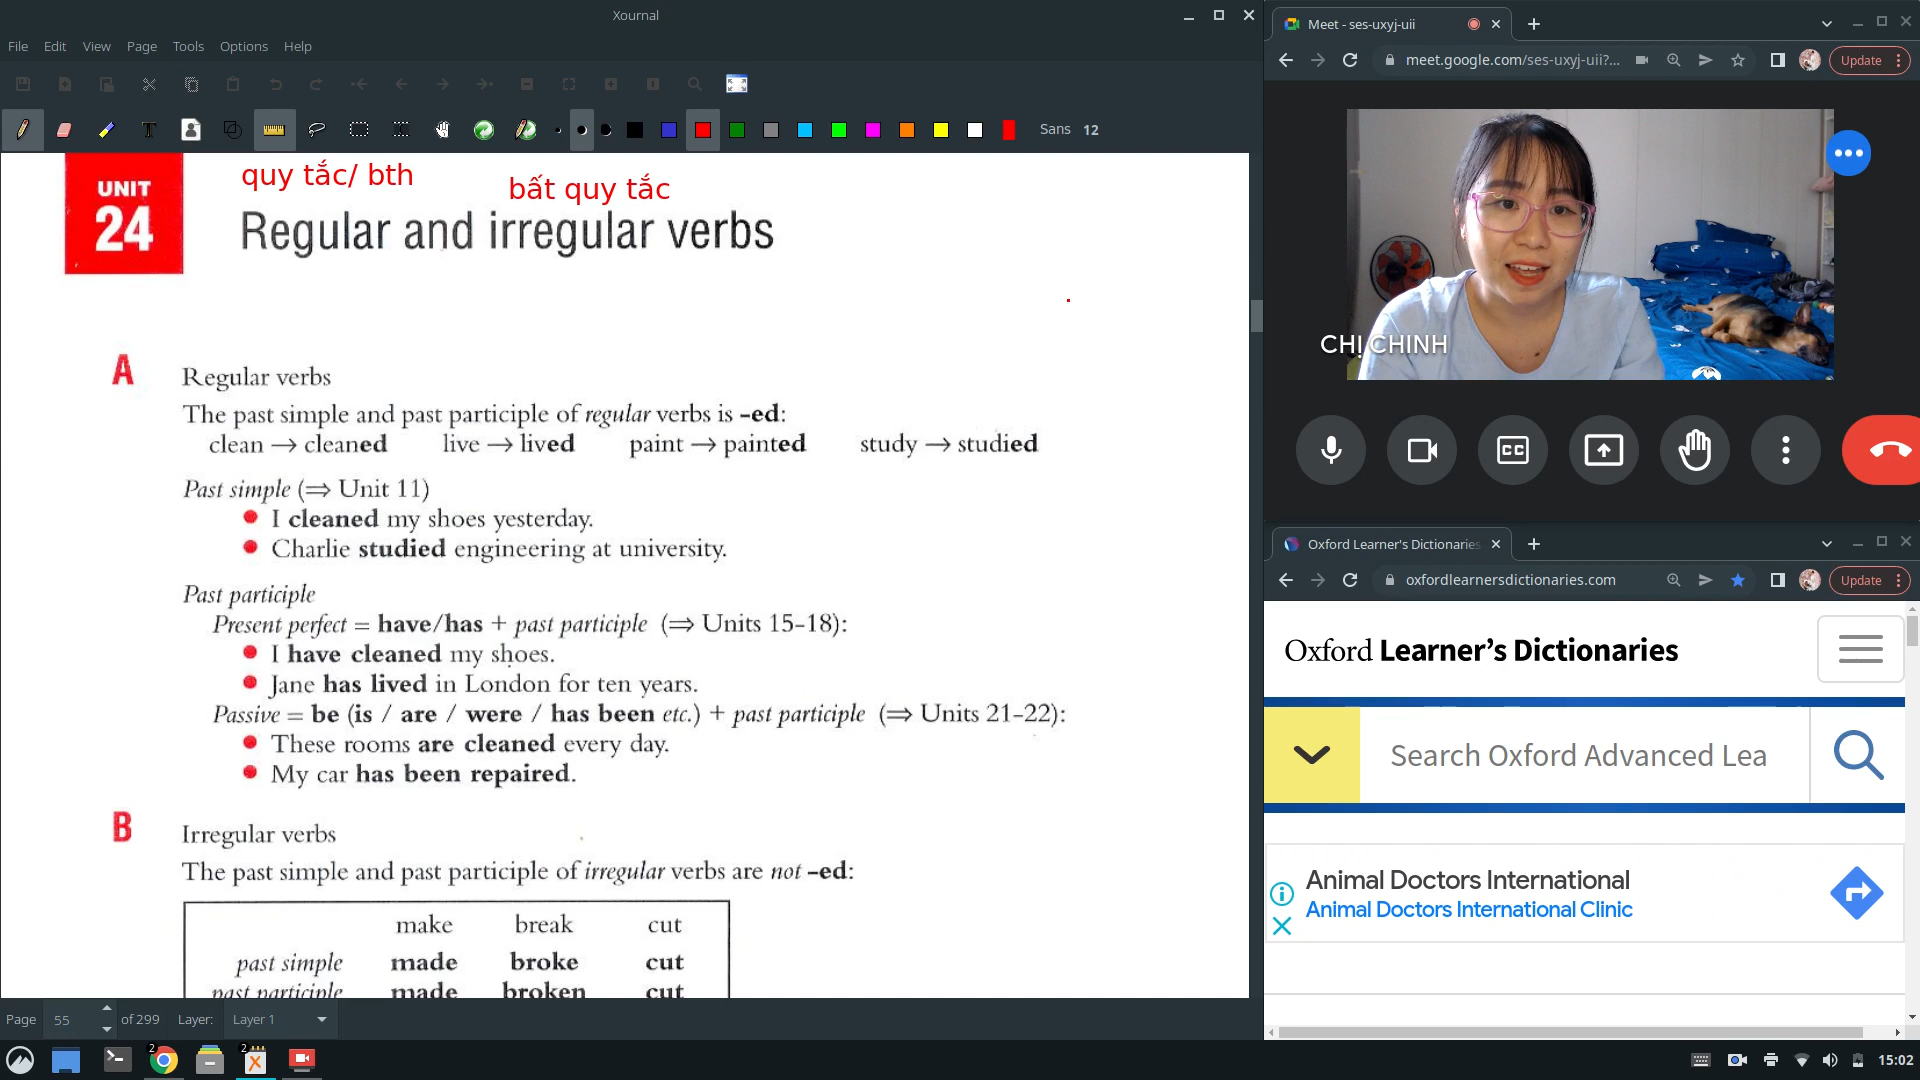 Xournal
File Edit View Page Tools Options Help
Sans 12
UNIT
24
quy tắc/ bth
bất quy tắc
Regular and irregular verbs
A
Regular verbs
The past simple and past participle of regular verbs is -ed:
clean → cleaned live → lived paint → painted study → studied
Past simple (⇒ Unit 11)
I cleaned my shoes yesterday.
Charlie studied engineering at university.
Past participle
Present perfect = have/has + past participle (⇒ Units 15-18):
I have cleaned my shoes.
Jane has lived in London for ten years.
Passive = be (is / are / were / has been etc.) + past participle (⇒ Units 21-22):
These rooms are cleaned every day.
My car has been repaired.
B
Irregular verbs
The past simple and past participle of irregular verbs are not -ed:
make break cut
past simple made broke cut
past participle made broken cut
Page 55 of 299 Layer: Layer 1
Meet - ses-uxyj-uii
meet.google.com/ses-uxyj-uii?...
Update
CHỊ CHINH
CC
Oxford Learner's Dictionaries
oxfordlearnersdictionaries.com
Update
Oxford Learner's Dictionaries
Search Oxford Advanced Lea
Animal Doctors International
Animal Doctors International Clinic
2
2
15:02